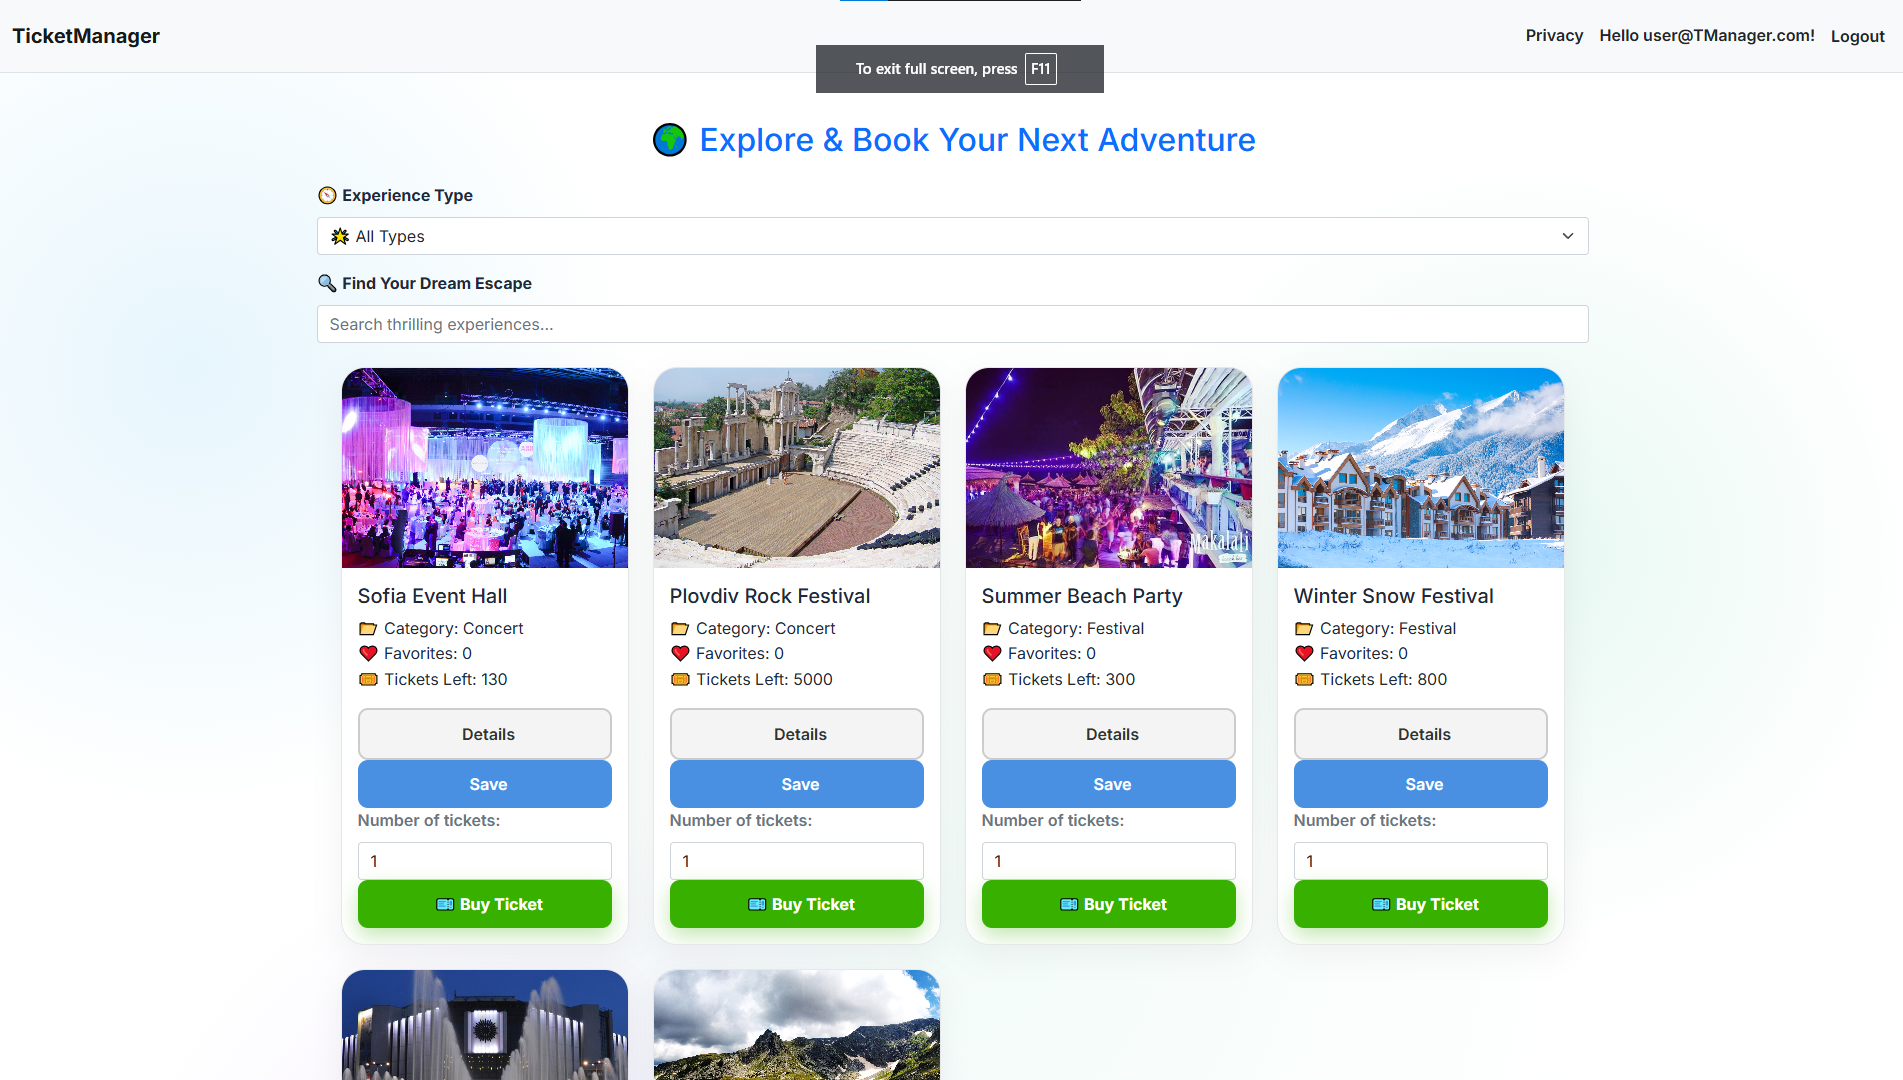 TicketManager
Privacy Hello user@TManager.com! Logout
To exit full screen, press F11
Explore & Book Your Next Adventure
Experience Type
All Types
Find Your Dream Escape
Search thrilling experiences...
Makalali
Sofia Event Hall
Category: Concert
Favorites: 0
Tickets Left: 130
Details
Save
Number of tickets:
1
Buy Ticket
Plovdiv Rock Festival
Category: Concert
Favorites: 0
Tickets Left: 5000
Details
Save
Number of tickets:
1
Buy Ticket
Summer Beach Party
Category: Festival
Favorites: 0
Tickets Left: 300
Details
Save
Number of tickets:
1
Buy Ticket
Winter Snow Festival
Category: Festival
Favorites: 0
Tickets Left: 800
Details
Save
Number of tickets:
1
Buy Ticket